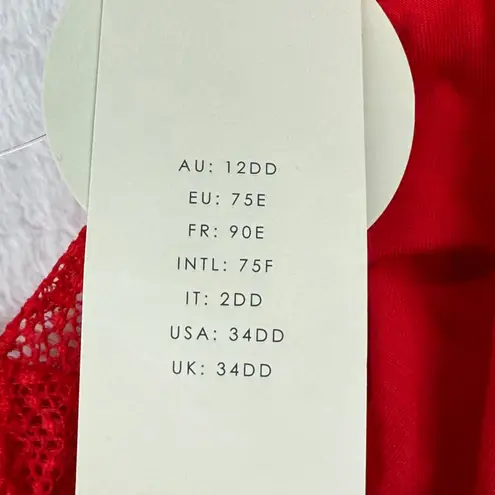 AU: 12DD
EU: 75E
FR: 90E
INTL: 75F
IT: 2DD
USA: 34DD
UK: 34DD